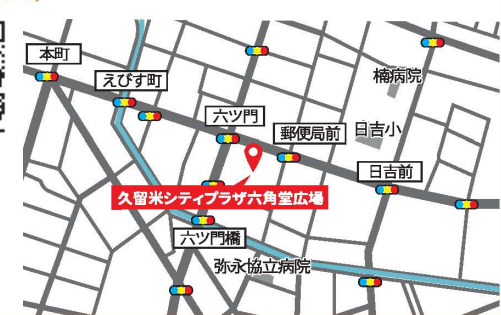 本町
えびす町
楠病院
六ツ門
郵便局前
日吉小
日吉前
久留米シティプラザ六角堂広場
六ツ門橋
弥永協立病院